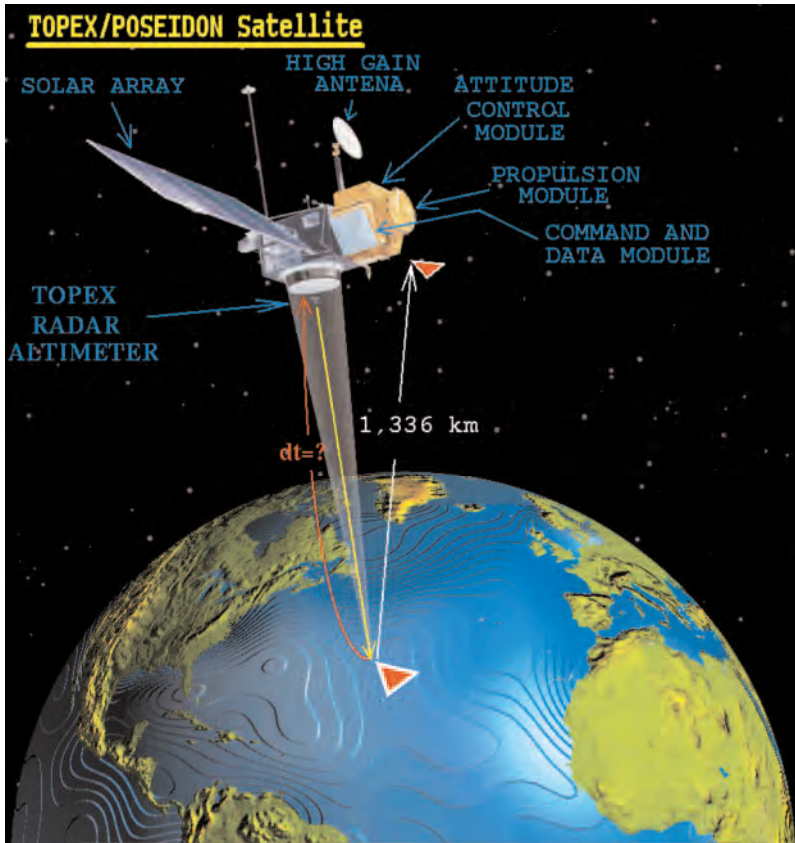 TOPEX/POSEIDON Satellite
HIGH GAIN
ANTENA
SOLAR ARRAY
ATTITUDE
CONTROL
MODULE
PROPULSION
MODULE
COMMAND AND
DATA MODULE
TOPEX
RADAR
ALTIMETER
1,336 km
dt=?